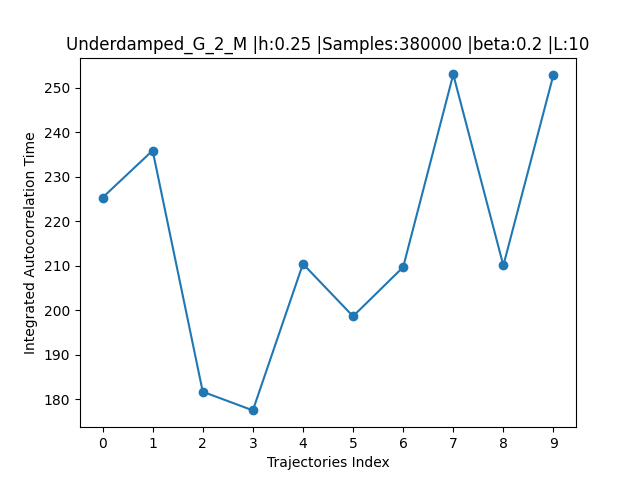 Underdamped_G_2_M |h:0.25 |Samples:380000 |beta:0.2 |L:10
Integrated Autocorrelation Time
250
240
230
220
210
200
190
180
0 1 2 3 4 5 6 7 8 9
Trajectories Index